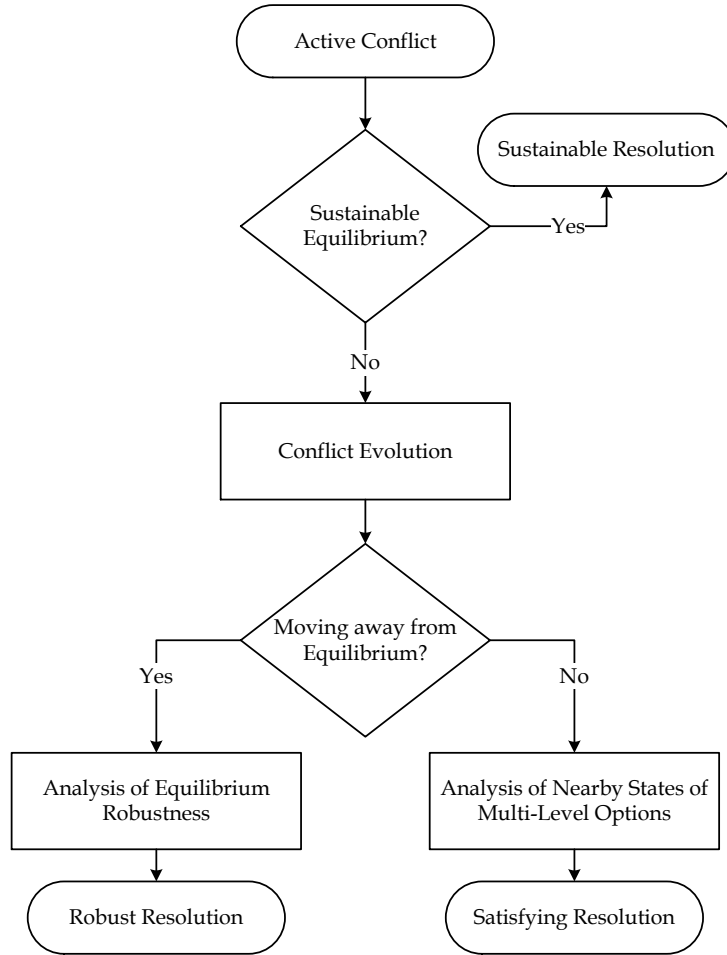 Active Conflict
Sustainable Resolution
Sustainable
Equilibrium?
Yes
No
Conflict Evolution
Moving away from
Equilibrium?
Yes
No
Analysis of Equilibrium
Robustness
Analysis of Nearby States of
Multi-Level Options
Robust Resolution
Satisfying Resolution